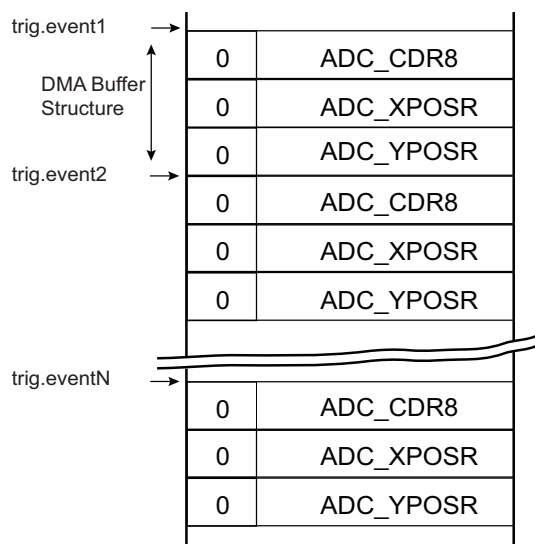 trig.event1
0 ADC_CDR8
DMA Buffer
Structure
0 ADC_XPOSR
0 ADC_YPOSR
trig.event2
0 ADC_CDR8
0 ADC_XPOSR
0 ADC_YPOSR
trig.eventN
0 ADC_CDR8
0 ADC_XPOSR
0 ADC_YPOSR